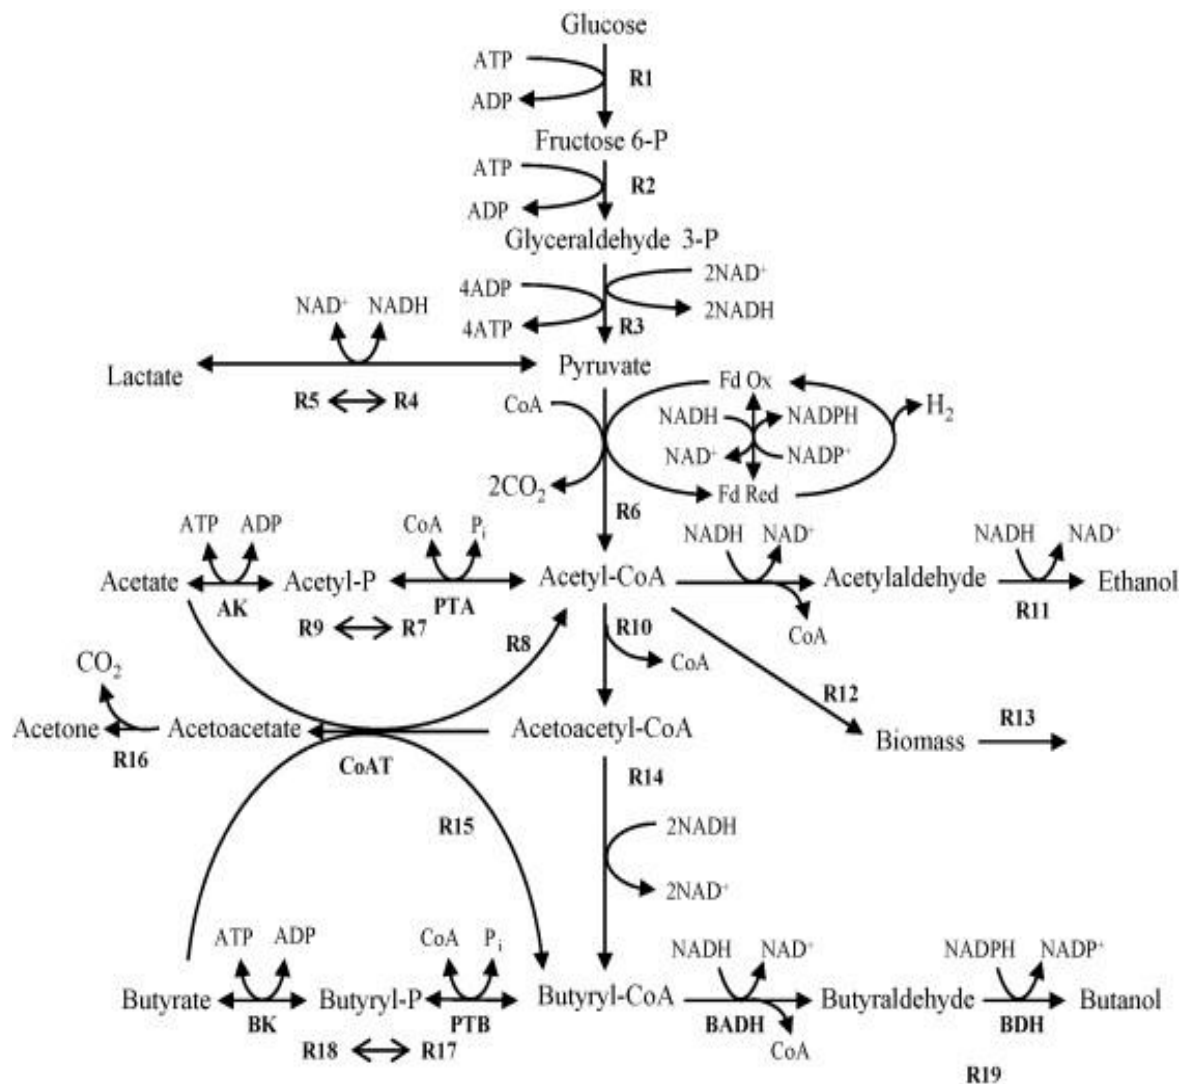 Glucose
ATP
R1
ADP
Fructose 6-P
ATP
R2
ADP
Glyceraldehyde 3-P
2NAD⁺
4ADP
NAD⁺ NADH
2NADH
4ATP
R3
Lactate
Pyruvate
Fd Ox
R5 R4
CoA
NADH NADPH
H₂
NAD⁺ NADP⁺
2CO₂
Fd Red
R6
ATP ADP
CoA Pᵢ
NADH NAD⁺
NADH NAD⁺
Acetate
Acetyl-P
Acetyl-CoA
Acetylaldehyde
Ethanol
AK
PTA
R11
R9 R7
R10
CoA
R8
CoA
CO₂
R12
Acetone
Acetoacetate
Acetoacetyl-CoA
Biomass
R13
R16
CoAT
R14
R15
2NADH
2NAD⁺
ATP ADP
CoA Pᵢ
NADH NAD⁺
NADPH NADP⁺
Butyrate
Butyryl-P
Butyryl-CoA
Butyraldehyde
Butanol
BK
PTB
BADH
BDH
R18 R17
CoA
R19